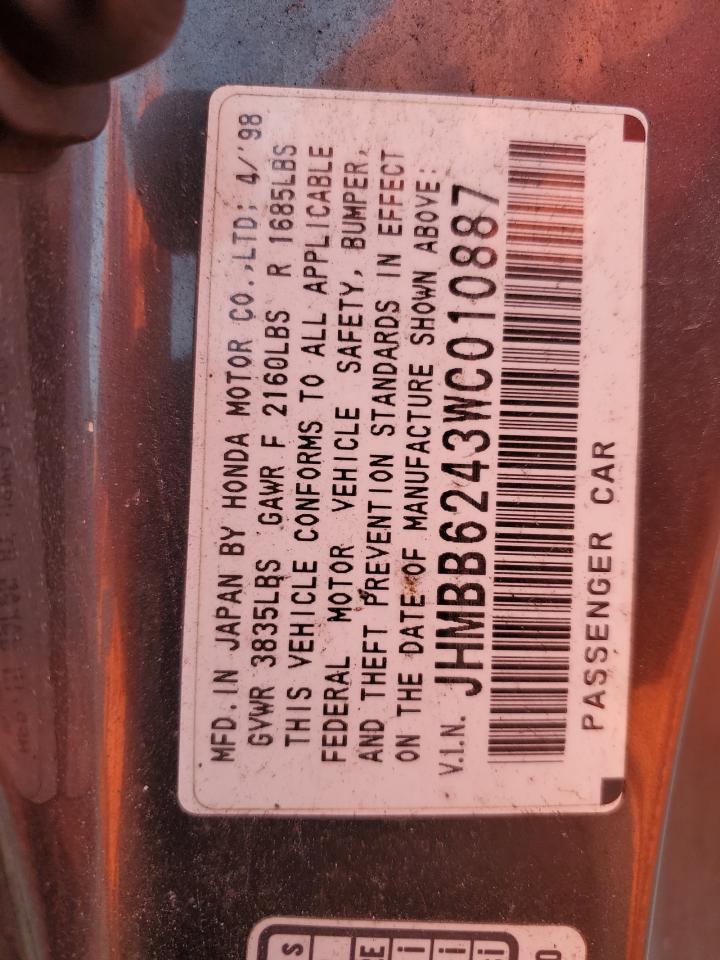 MFD. IN JAPAN BY HONDA MOTOR CO.,LTD; 4/'98
GVWR 3835LBS GAWR F 2160LBS R 1685LBS
THIS VEHICLE CONFORMS TO ALL APPLICABLE
FEDERAL MOTOR VEHICLE SAFETY, BUMPER,
AND THEFT PREVENTION STANDARDS IN EFFECT
ON THE DATE OF MANUFACTURE SHOWN ABOVE:
V.I.N. JHMBB6243WC010887
PASSENGER CAR